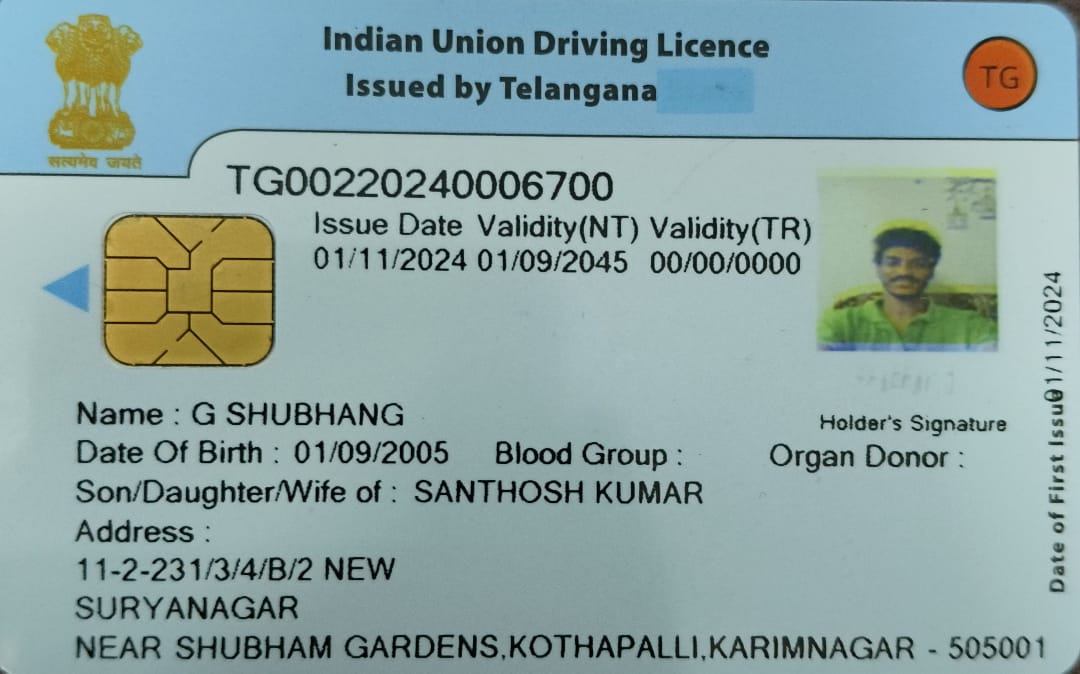 Indian Union Driving Licence
Issued by Telangana
TG
सत्यमेव जयते
TG00220240006700
Issue Date Validity(NT) Validity(TR)
01/11/2024 01/09/2045 00/00/0000
Name : G SHUBHANG
Holder's Signature
Date Of Birth : 01/09/2005 Blood Group : Organ Donor :
Son/Daughter/Wife of : SANTHOSH KUMAR
Address :
11-2-231/3/4/B/2 NEW
SURYANAGAR
NEAR SHUBHAM GARDENS,KOTHAPALLI,KARIMNAGAR - 505001
Date of First Issue 01/11/2024